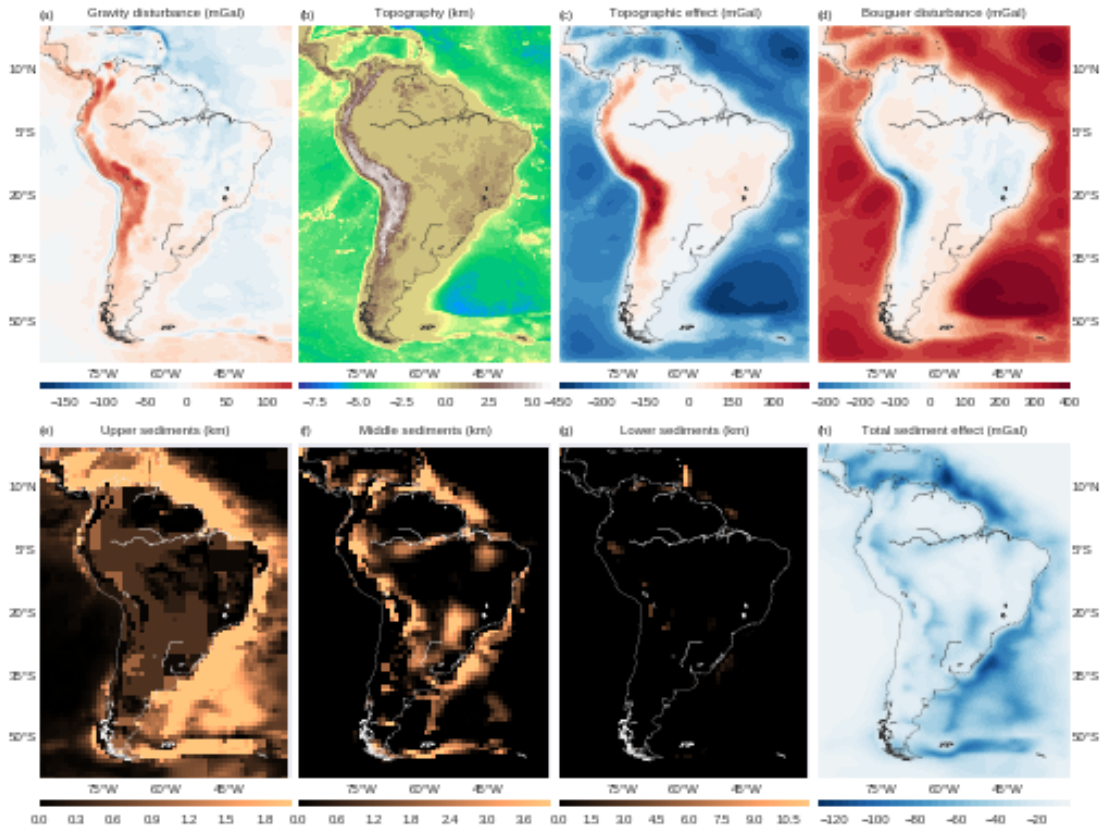 (a) Gravity disturbance (mGal) (b) Topography (km) (c) Topographic effect (mGal) (d) Bouguer disturbance (mGal)
10°N 10°N
5°S 5°S
20°S 20°S
35°S 35°S
50°S 50°S
75°W 60°W 45°W 75°W 60°W 45°W 75°W 60°W 45°W 75°W 60°W 45°W
−150 −100 −50 0 50 100 −7.5 −5.0 −2.5 0.0 2.5 5.0 −450 −300 −150 0 150 300 −300 −200 −100 0 100 200 300 400
(e) Upper sediments (km) (f) Middle sediments (km) (g) Lower sediments (km) (h) Total sediment effect (mGal)
10°N 10°N
5°S 5°S
20°S 20°S
35°S 35°S
50°S 50°S
75°W 60°W 45°W 75°W 60°W 45°W 75°W 60°W 45°W 75°W 60°W 45°W
0.0 0.3 0.6 0.9 1.2 1.5 1.8 0.0 0.6 1.2 1.8 2.4 3.0 3.6 0.0 1.5 3.0 4.5 6.0 7.5 9.0 10.5 −120 −100 −80 −60 −40 −20